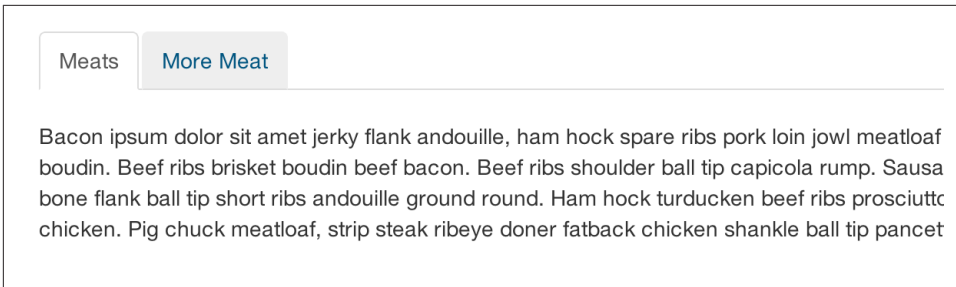 Meats More Meat
Bacon ipsum dolor sit amet jerky flank andouille, ham hock spare ribs pork loin jowl meatloaf
boudin. Beef ribs brisket boudin beef bacon. Beef ribs shoulder ball tip capicola rump. Sausa
bone flank ball tip short ribs andouille ground round. Ham hock turducken beef ribs prosciutto
chicken. Pig chuck meatloaf, strip steak ribeye doner fatback chicken shankle ball tip pancet